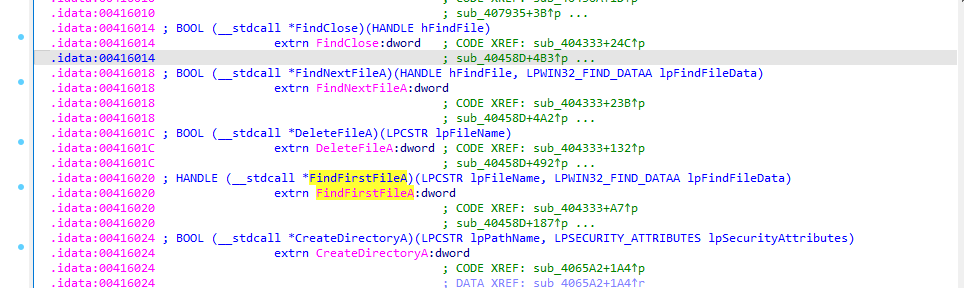 .idata:00416010 ; sub_407935+3B↑p ...
.idata:00416014 ; BOOL (__stdcall *FindClose)(HANDLE hFindFile)
.idata:00416014 extrn FindClose:dword ; CODE XREF: sub_404333+24C↑p
.idata:00416014 ; sub_40458D+4B3↑p ...
.idata:00416018 ; BOOL (__stdcall *FindNextFileA)(HANDLE hFindFile, LPWIN32_FIND_DATAA lpFindFileData)
.idata:00416018 extrn FindNextFileA:dword
.idata:00416018 ; CODE XREF: sub_404333+23B↑p
.idata:00416018 ; sub_40458D+4A2↑p ...
.idata:0041601C ; BOOL (__stdcall *DeleteFileA)(LPCSTR lpFileName)
.idata:0041601C extrn DeleteFileA:dword ; CODE XREF: sub_404333+132↑p
.idata:0041601C ; sub_40458D+492↑p ...
.idata:00416020 ; HANDLE (__stdcall *FindFirstFileA)(LPCSTR lpFileName, LPWIN32_FIND_DATAA lpFindFileData)
.idata:00416020 extrn FindFirstFileA:dword
.idata:00416020 ; CODE XREF: sub_404333+A7↑p
.idata:00416020 ; sub_40458D+187↑p ...
.idata:00416024 ; BOOL (__stdcall *CreateDirectoryA)(LPCSTR lpPathName, LPSECURITY_ATTRIBUTES lpSecurityAttributes)
.idata:00416024 extrn CreateDirectoryA:dword
.idata:00416024 ; CODE XREF: sub_4065A2+1A4↑p
.idata:00416024 ; DATA XREF: sub_4065A2+1A4↑r